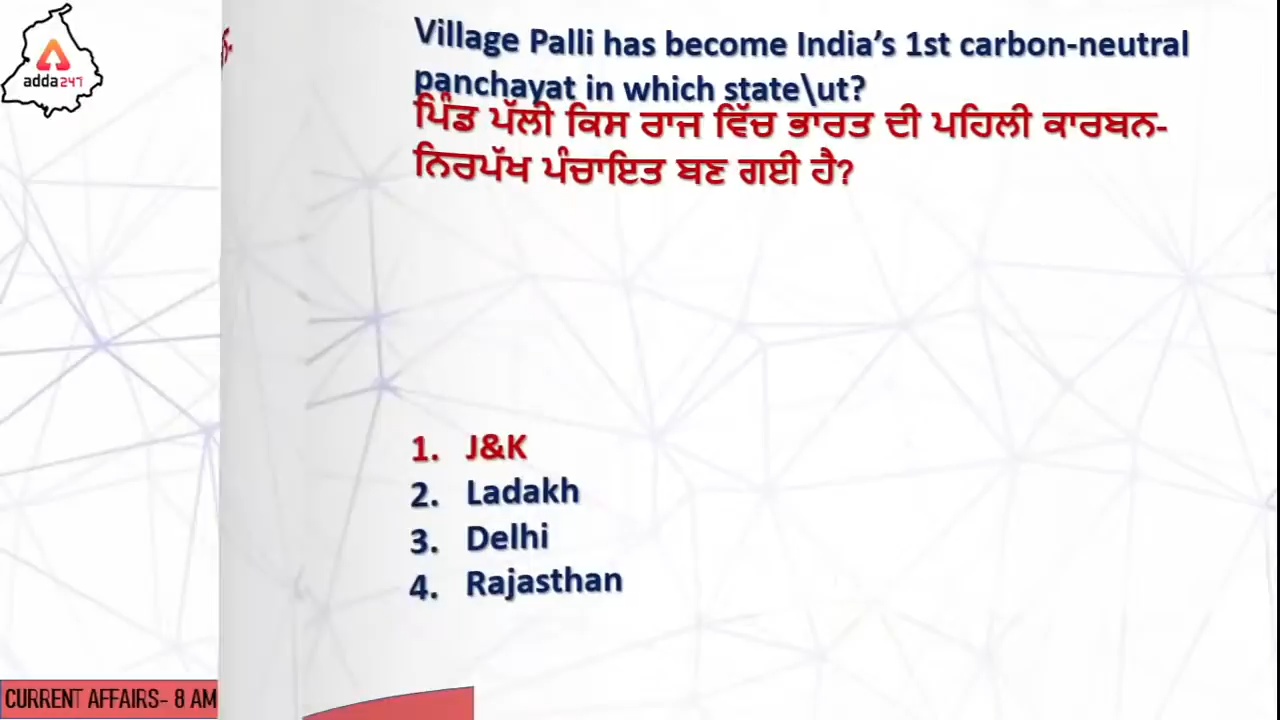 adda247
Village Palli has become India's 1st carbon-neutral
panchayat in which state\ut?
ਪਿੰਡ ਪੱਲੀ ਕਿਸ ਰਾਜ ਵਿੱਚ ਭਾਰਤ ਦੀ ਪਹਿਲੀ ਕਾਰਬਨ-
ਨਿਰਪੱਖ ਪੰਚਾਇਤ ਬਣ ਗਈ ਹੈ?
1. J&K
2. Ladakh
3. Delhi
4. Rajasthan
CURRENT AFFAIRS- 8 AM